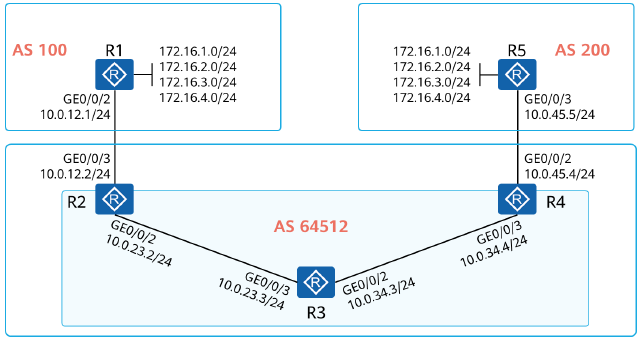 AS 100
R1
172.16.1.0/24
172.16.2.0/24
172.16.3.0/24
172.16.4.0/24
GE0/0/2
10.0.12.1/24
172.16.1.0/24
172.16.2.0/24
172.16.3.0/24
172.16.4.0/24
R5
AS 200
GE0/0/3
10.0.45.5/24
GE0/0/3
10.0.12.2/24
R2
GE0/0/2
10.0.45.4/24
R4
AS 64512
GE0/0/2
10.0.23.2/24
GE0/0/3
10.0.34.4/24
GE0/0/3
10.0.23.3/24
GE0/0/2
10.0.34.3/24
R3
R
R
R
R
R